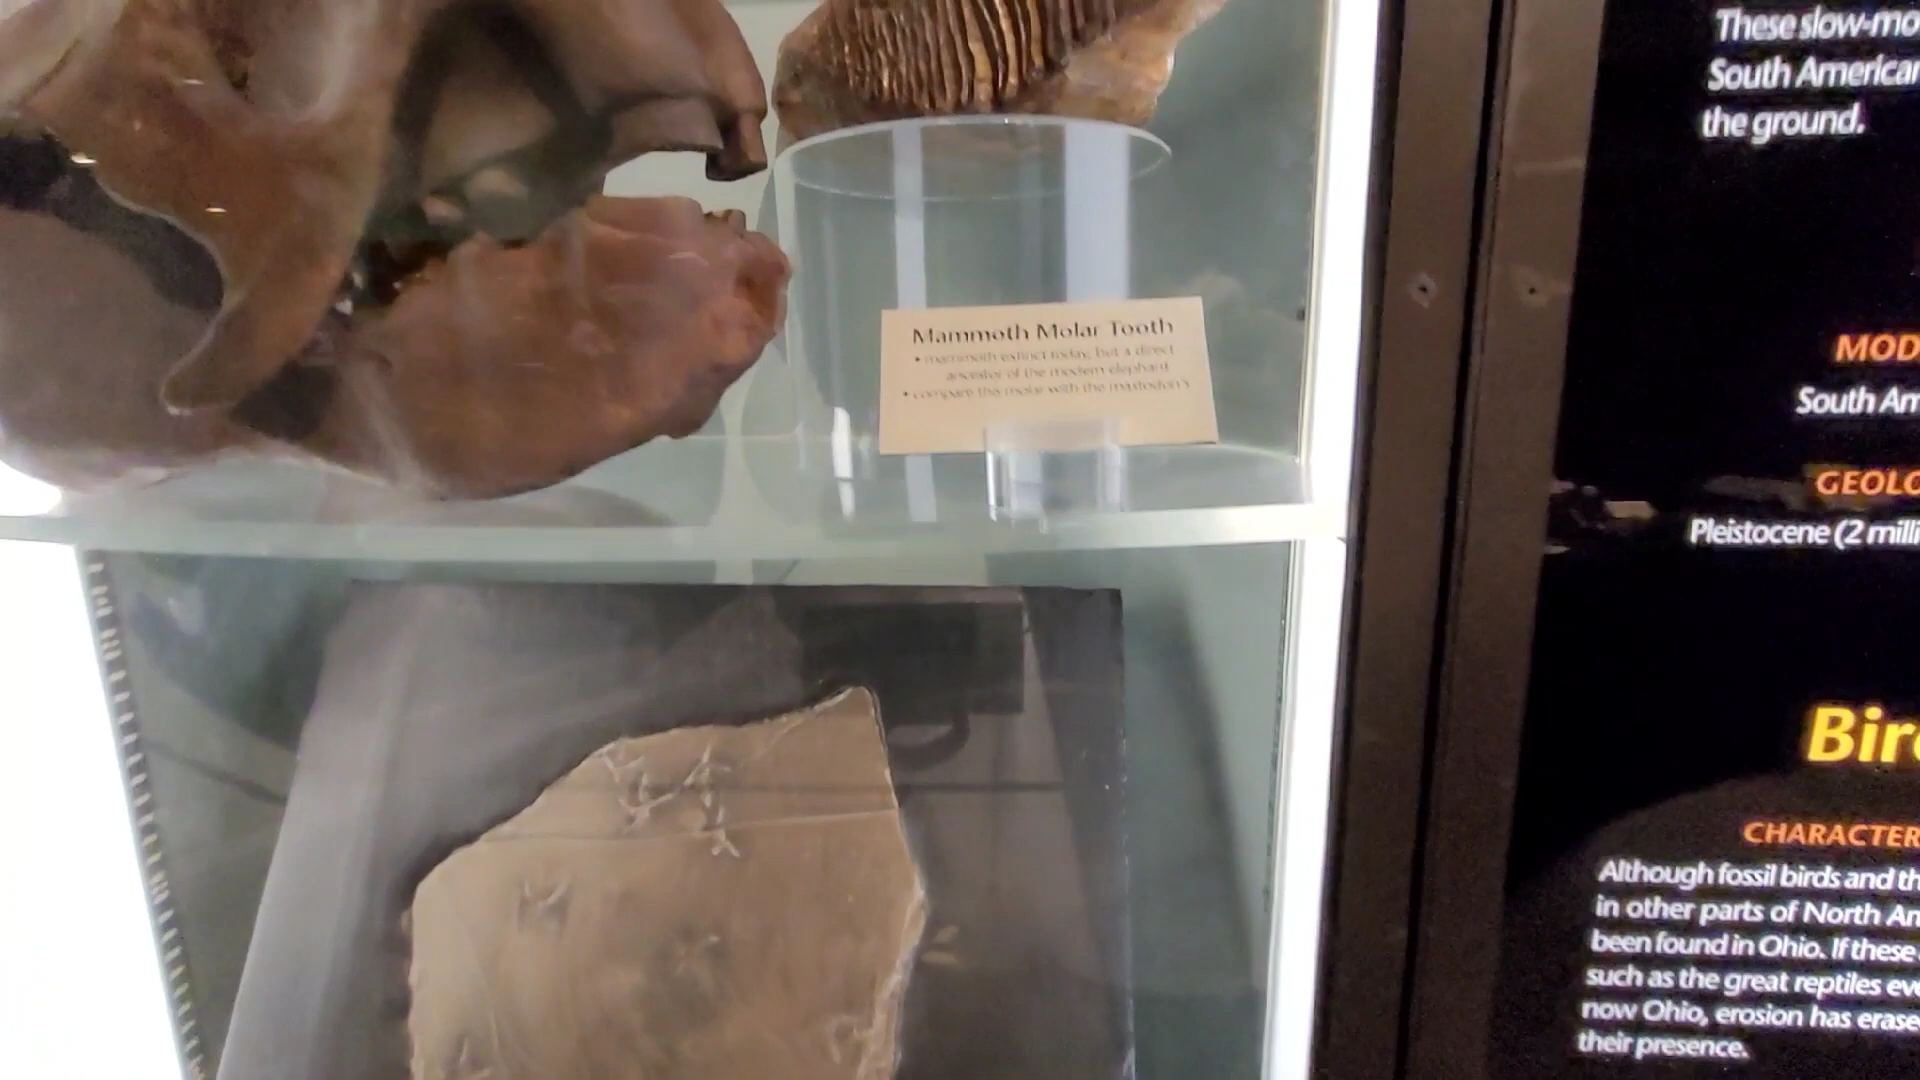 Mammoth Molar Tooth
• mammoth extinct today, but a direct
ancestor of the modern elephant
• compare this molar with the mastodon's
These slow-mo
South American
the ground.
MOD
South Am
GEOLO
Pleistocene (2 milli
Bir
CHARACTER
Although fossil birds and th
in other parts of North Am
been found in Ohio. If these
such as the great reptiles eve
now Ohio, erosion has erase
their presence.